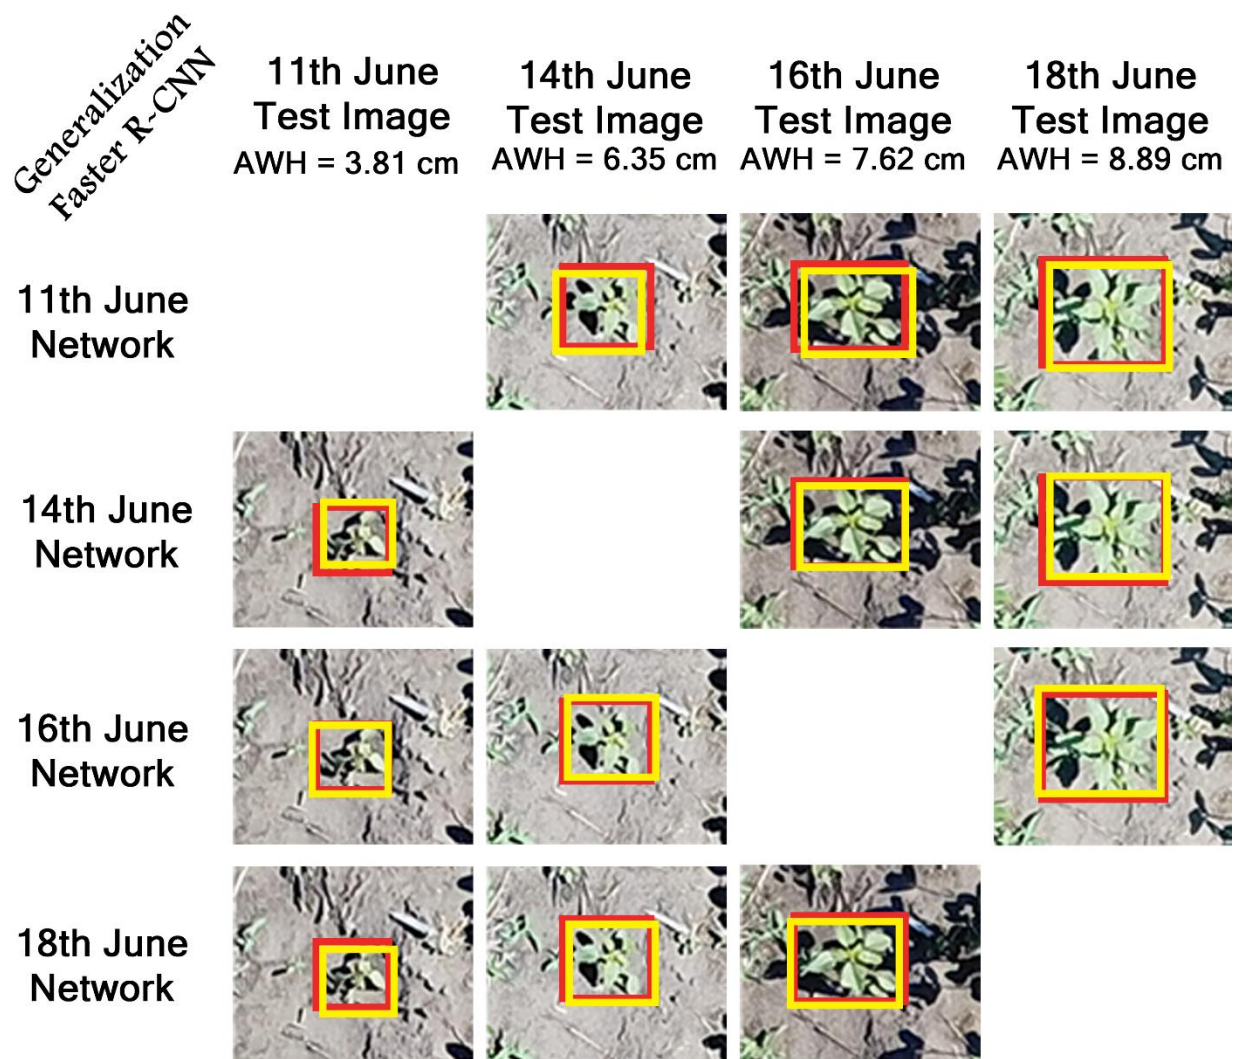 Generalization
Faster R-CNN
11th June
Test Image
AWH = 3.81 cm
14th June
Test Image
AWH = 6.35 cm
16th June
Test Image
AWH = 7.62 cm
18th June
Test Image
AWH = 8.89 cm
11th June
Network
14th June
Network
16th June
Network
18th June
Network